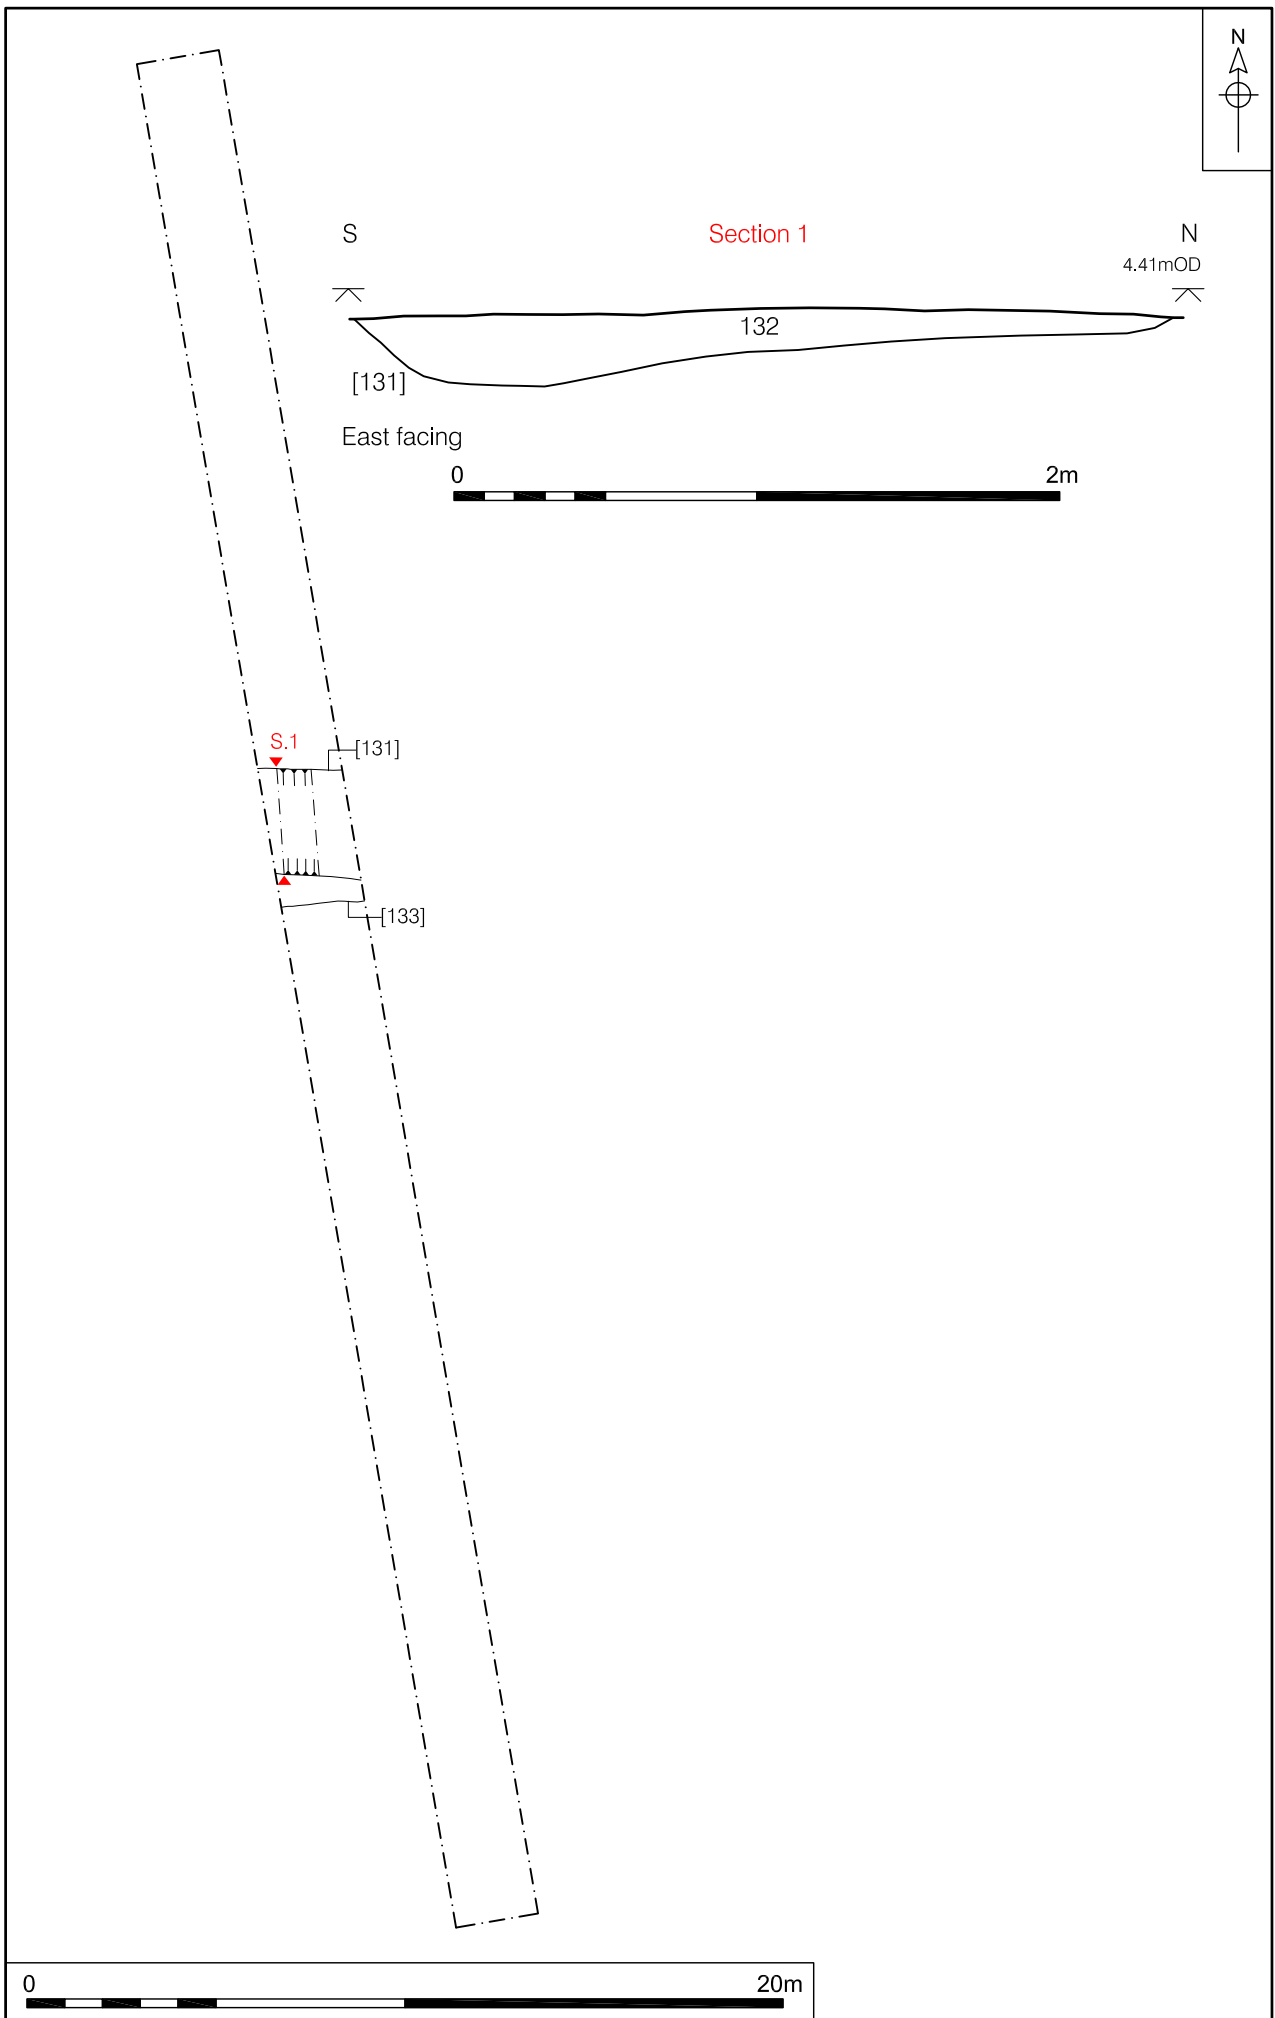 N
S Section 1 N
4.41mOD
132
[131]
East facing
0 2m
S.1
[131]
[133]
0 20m